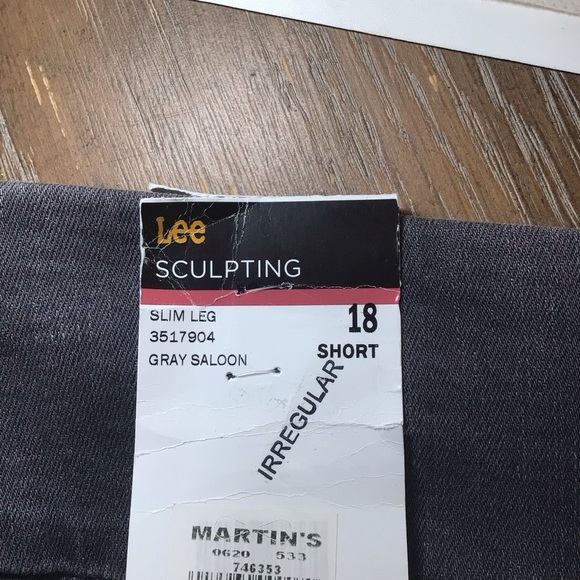 Lee
SCULPTING
SLIM LEG
18
3517904
SHORT
GRAY SALOON
IRREGULAR
MARTIN'S
0620 533
746353